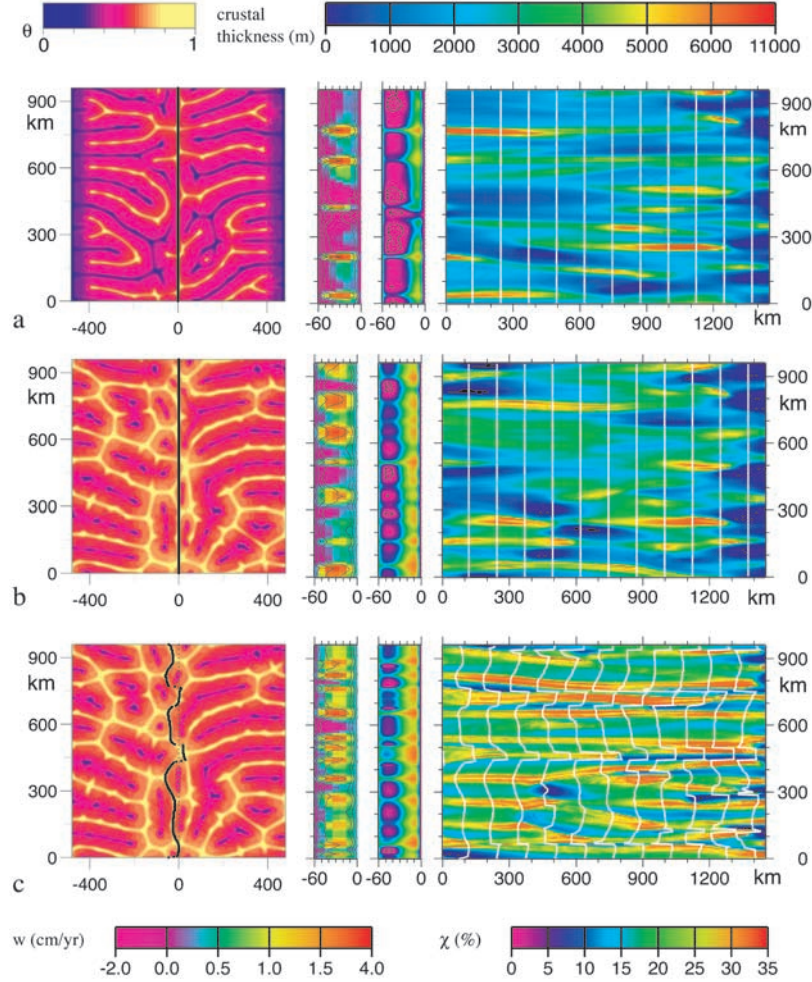 θ 0 1 crustal thickness (m) 0 1000 2000 3000 4000 5000 6000 11000
900 km 600 300 0 900 km 600 300 0
-400 0 400 -60 0 -60 0 0 300 600 900 1200 km
a
900 km 600 300 0 900 km 600 300 0
-400 0 400 -60 0 -60 0 0 300 600 900 1200 km
b
900 km 600 300 0 900 km 600 300 0
-400 0 400 -60 0 -60 0 0 300 600 900 1200 km
c
w (cm/yr) -2.0 0.0 0.5 1.0 1.5 4.0 χ (%) 0 5 10 15 20 25 30 35